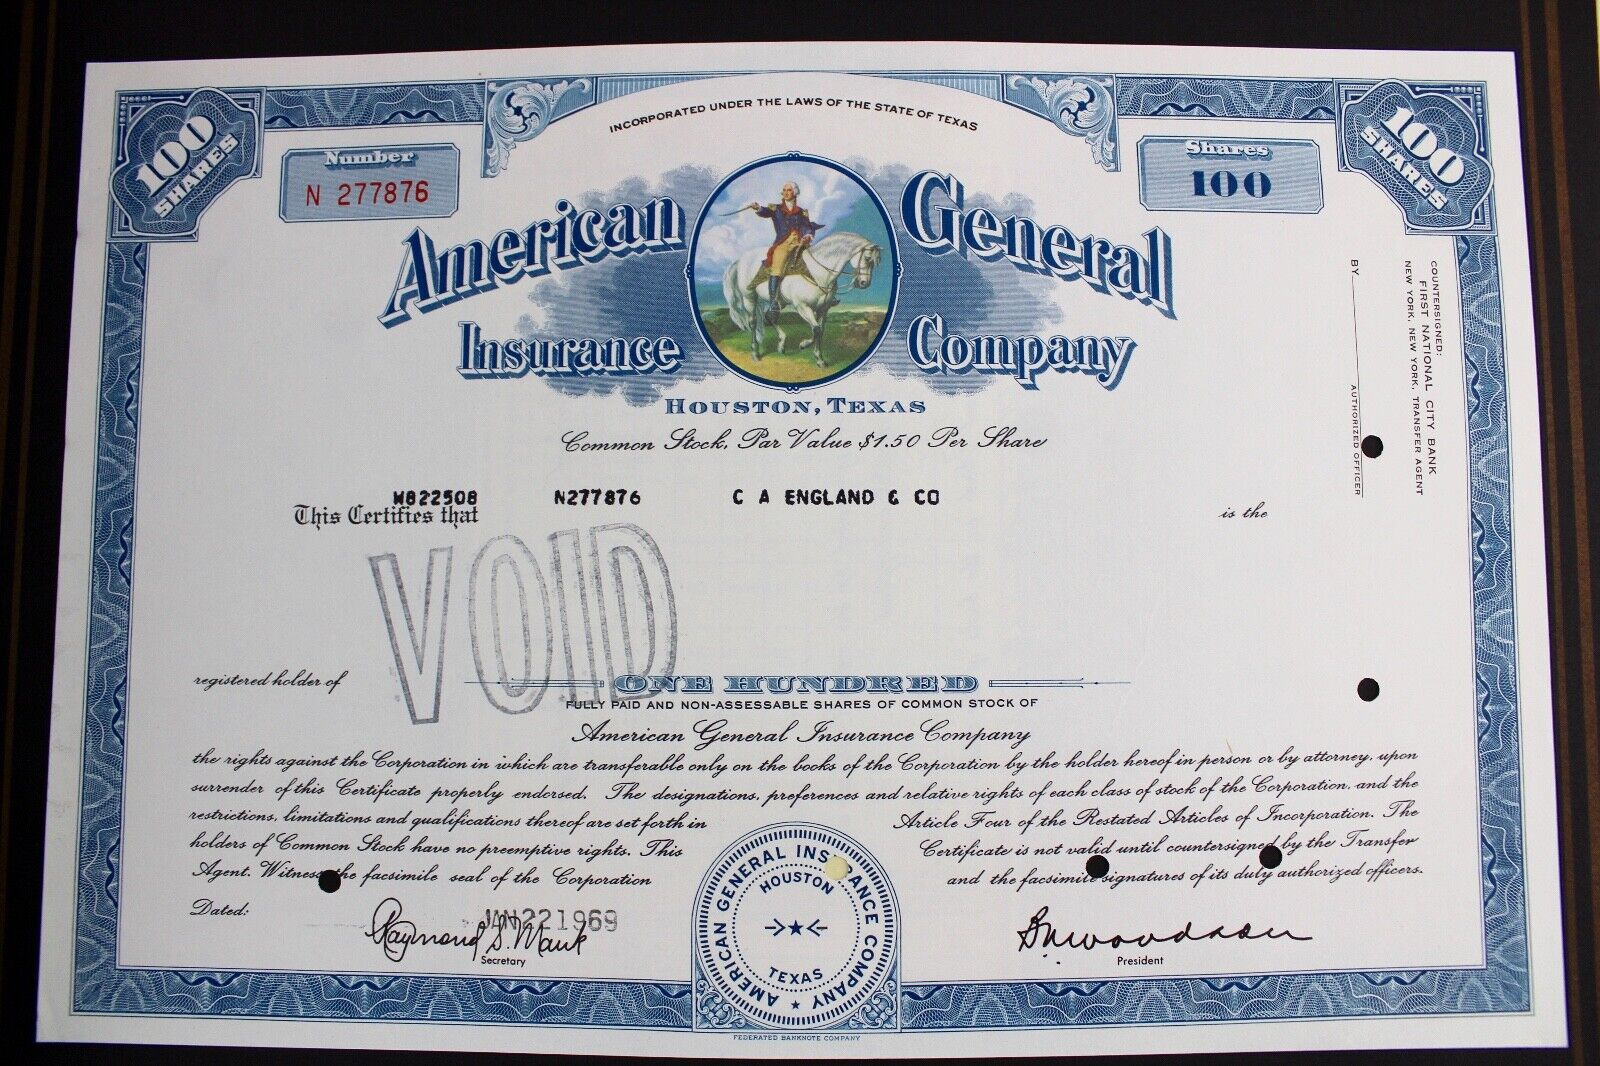 INCORPORATED UNDER THE LAWS OF THE STATE OF TEXAS
100 SHARES
Number
N 277876
Shares
100
100 SHARES
American General
Insurance Company
HOUSTON, TEXAS
Common Stock, Par Value $1.50 Per Share
COUNTERSIGNED:
FIRST NATIONAL CITY BANK
NEW YORK, NEW YORK, TRANSFER AGENT
BY
AUTHORIZED OFFICER
W822508 N277876 C A ENGLAND & CO
This Certifies that is the
VOID
registered holder of ONE HUNDRED
FULLY PAID AND NON-ASSESSABLE SHARES OF COMMON STOCK OF
American General Insurance Company
the rights against the Corporation in which are transferable only on the books of the Corporation by the holder hereof in person or by attorney, upon
surrender of this Certificate properly endorsed. The designations, preferences and relative rights of each class of stock of the Corporation, and the
restrictions, limitations and qualifications thereof are set forth in Article Four of the Restated Articles of Incorporation. The
holders of Common Stock have no preemptive rights. This Certificate is not valid until countersigned by the Transfer
Agent. Witness the facsimile seal of the Corporation and the facsimile signatures of its duly authorized officers.
Dated: JAN 22 1969
Raymond S. Mauk
Secretary
AMERICAN GENERAL INSURANCE COMPANY
HOUSTON
TEXAS
B N Woodson
President
FEDERATED BANKNOTE COMPANY